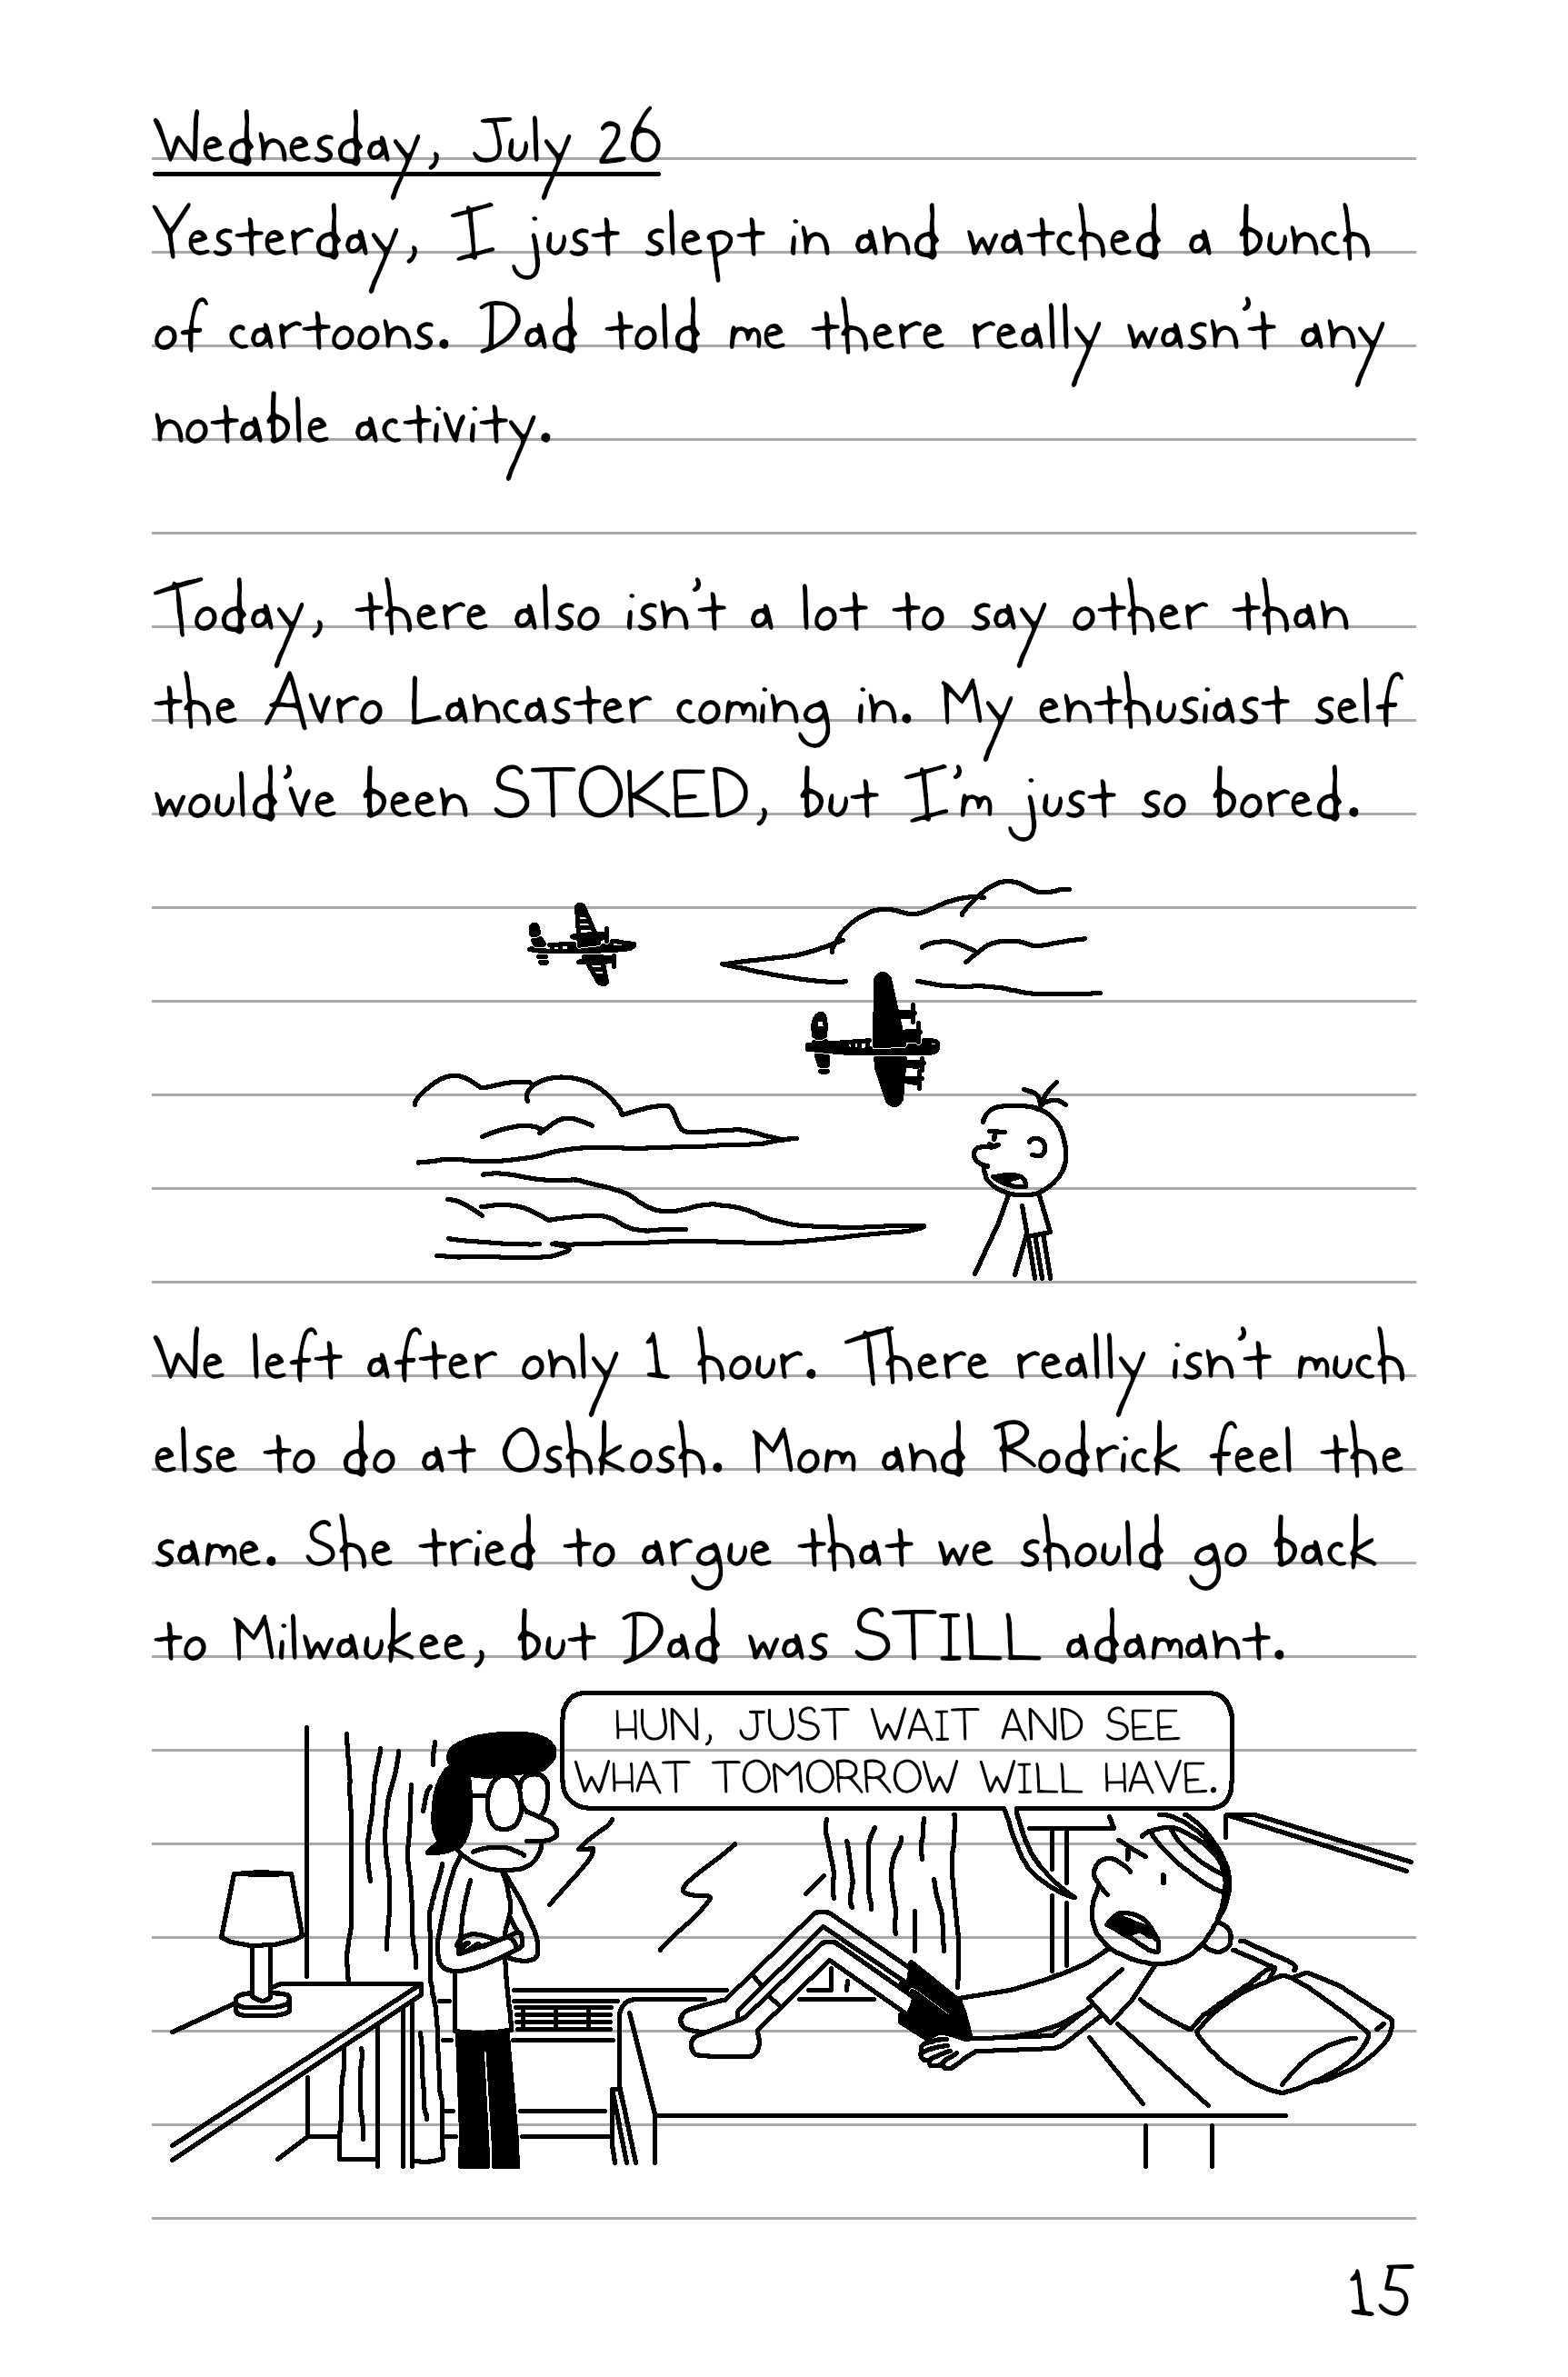 Wednesday, July 26
Yesterday, I just slept in and watched a bunch
of cartoons. Dad told me there really wasn't any
notable activity.
Today, there also isn't a lot to say other than
the Avro Lancaster coming in. My enthusiast self
would've been STOKED, but I'm just so bored.
We left after only 1 hour. There really isn't much
else to do at Oshkosh. Mom and Rodrick feel the
same. She tried to argue that we should go back
to Milwaukee, but Dad was STILL adamant.
HUN, JUST WAIT AND SEE
WHAT TOMORROW WILL HAVE.
15